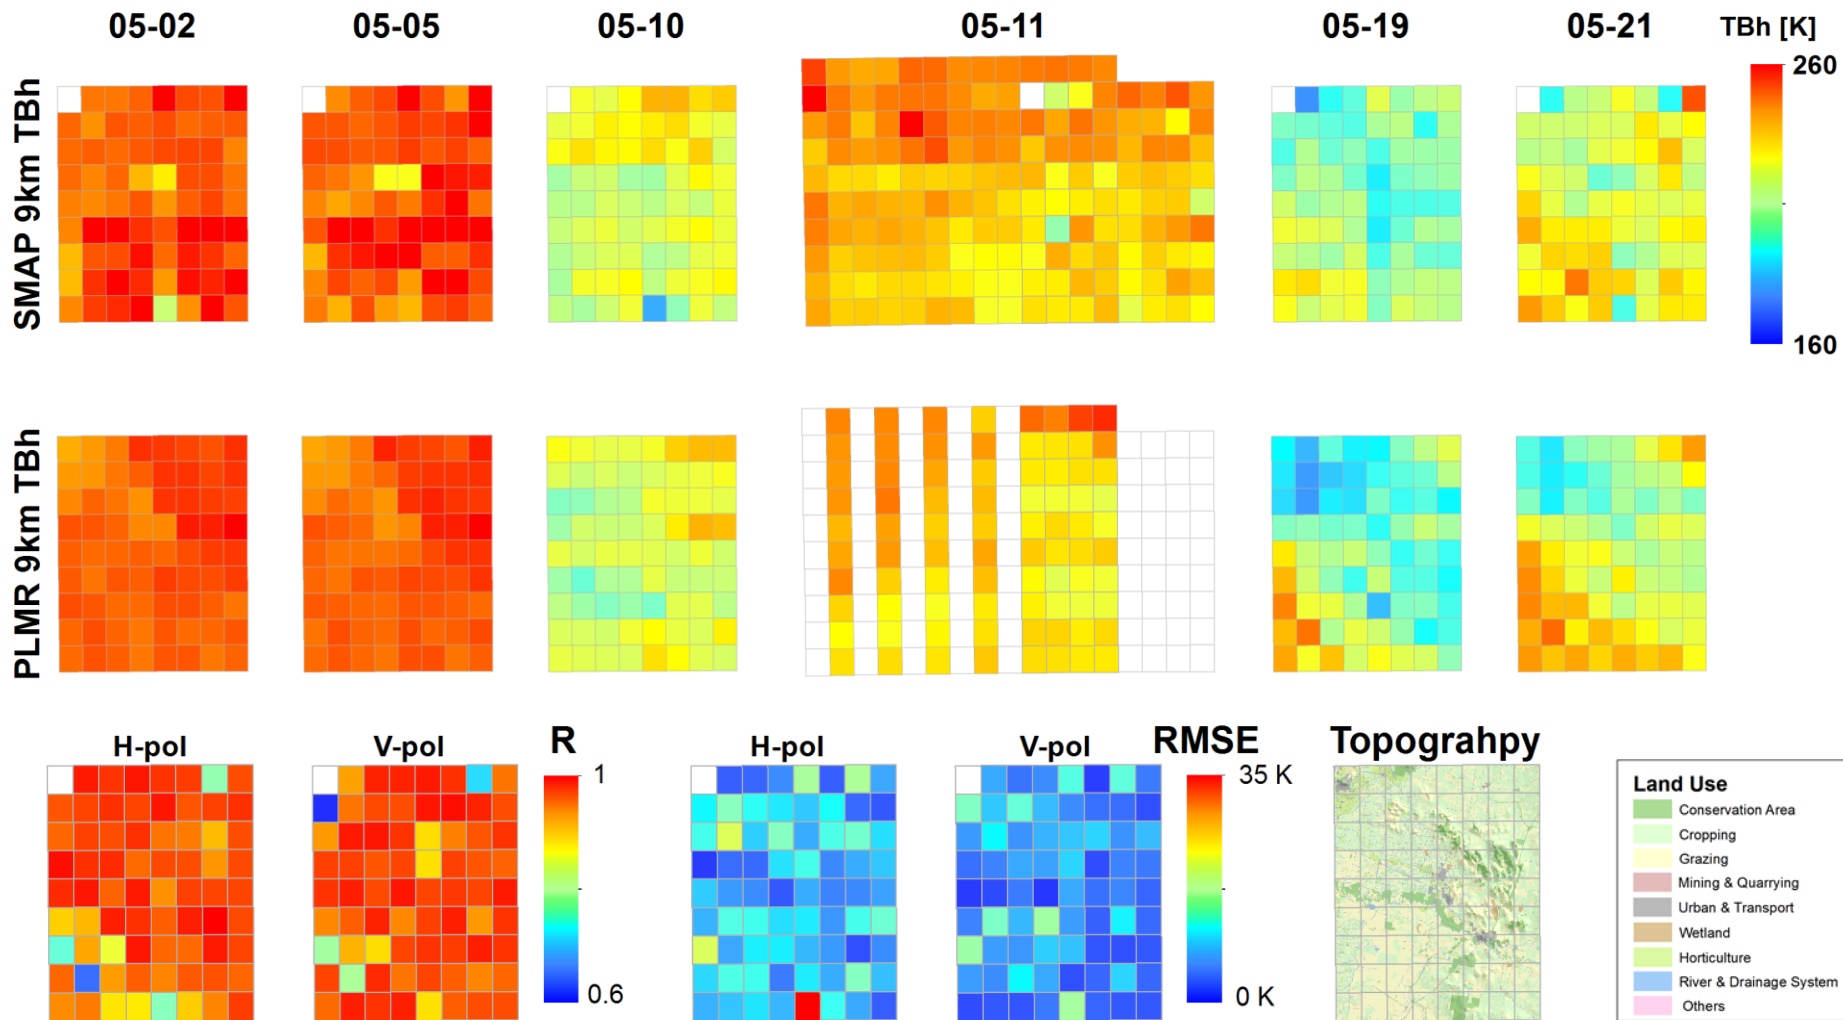 05-02 05-05 05-10 05-11 05-19 05-21 TBh [K]
SMAP 9km TBh
260
160
PLMR 9km TBh
H-pol V-pol R H-pol V-pol RMSE Topograhpy
1
0.6
35 K
0 K
Land Use
Conservation Area
Cropping
Grazing
Mining & Quarrying
Urban & Transport
Wetland
Horticulture
River & Drainage System
Others